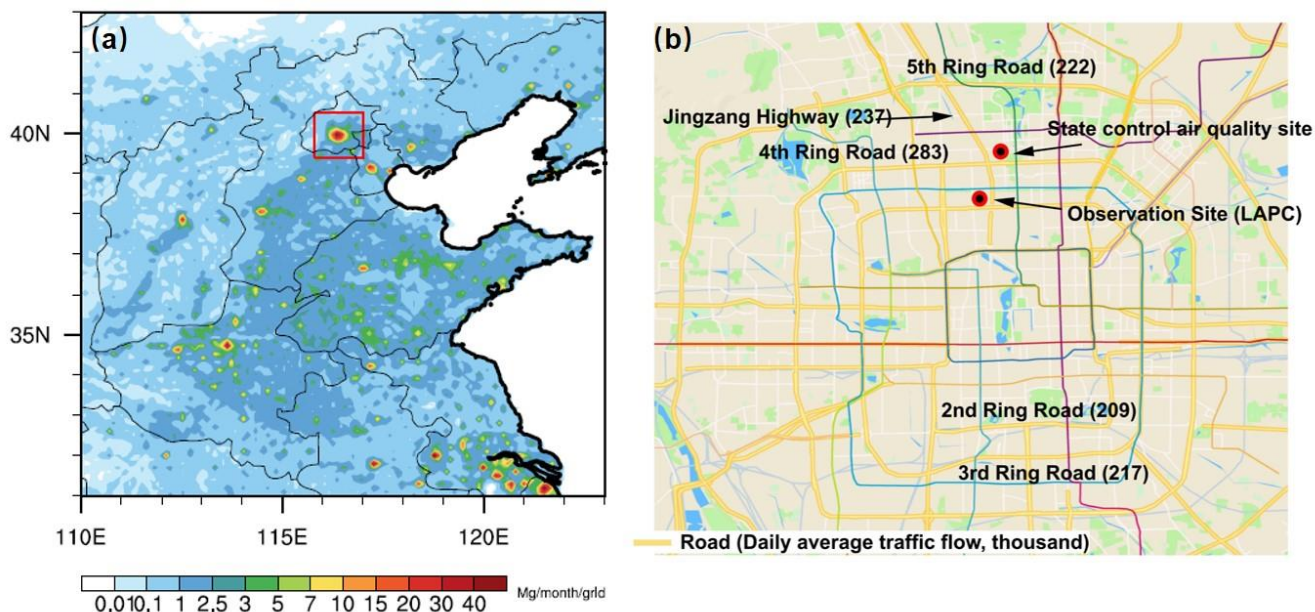 (a)
40N
35N
110E 115E 120E
0,010,1 1 2,5 3 5 7 10 15 20 30 40 Mg/month/grId
(b)
5th Ring Road (222)
Jingzang Highway (237)
State control air quality site
4th Ring Road (283)
Observation Site (LAPC)
2nd Ring Road (209)
3rd Ring Road (217)
Road (Daily average traffic flow, thousand)